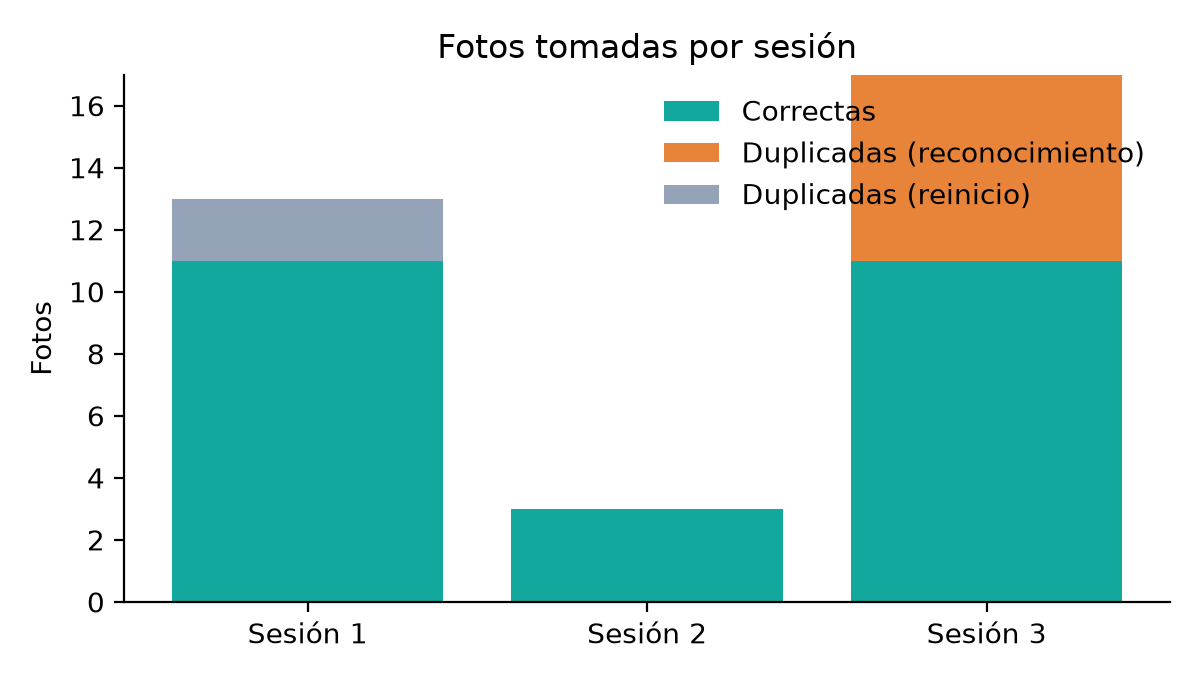 Fotos tomadas por sesión
Fotos
16
14
12
10
8
6
4
2
0
Correctas
Duplicadas (reconocimiento)
Duplicadas (reinicio)
Sesión 1
Sesión 2
Sesión 3